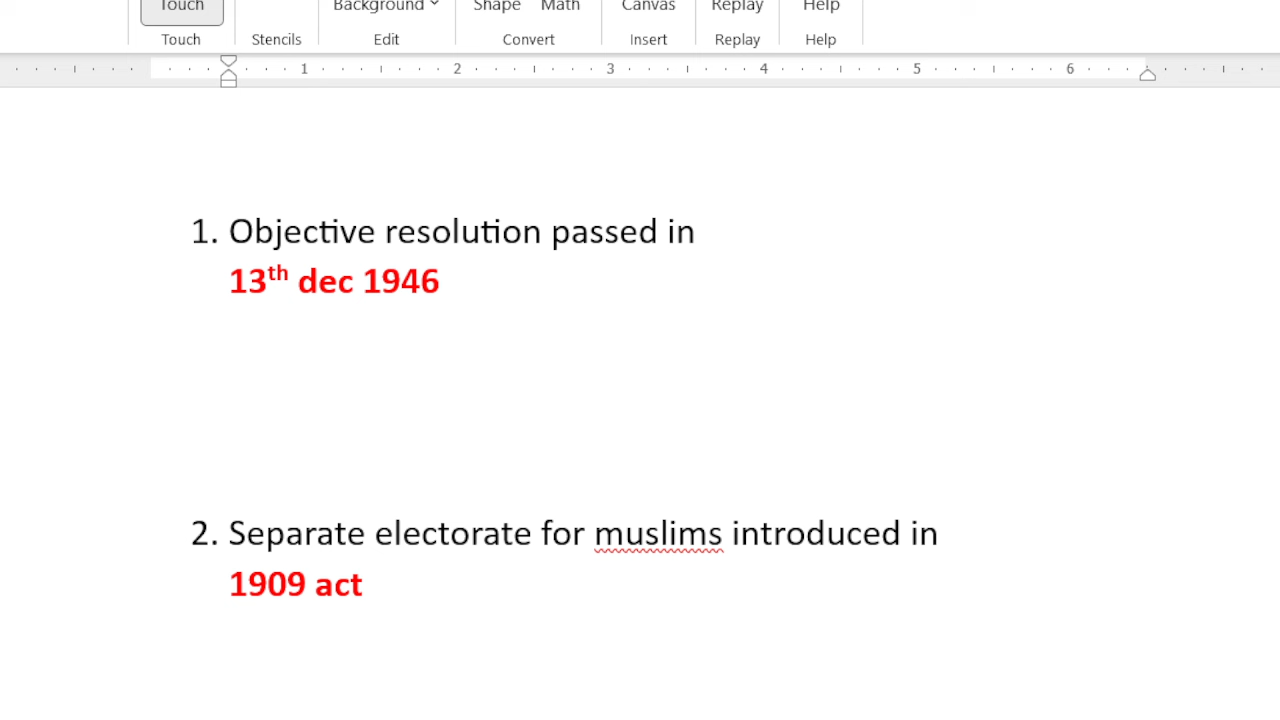 Touch Background Shape Math Canvas Replay Help
Touch Stencils Edit Convert Insert Replay Help
1 2 3 4 5 6
1. Objective resolution passed in
13th dec 1946
2. Separate electorate for muslims introduced in
1909 act